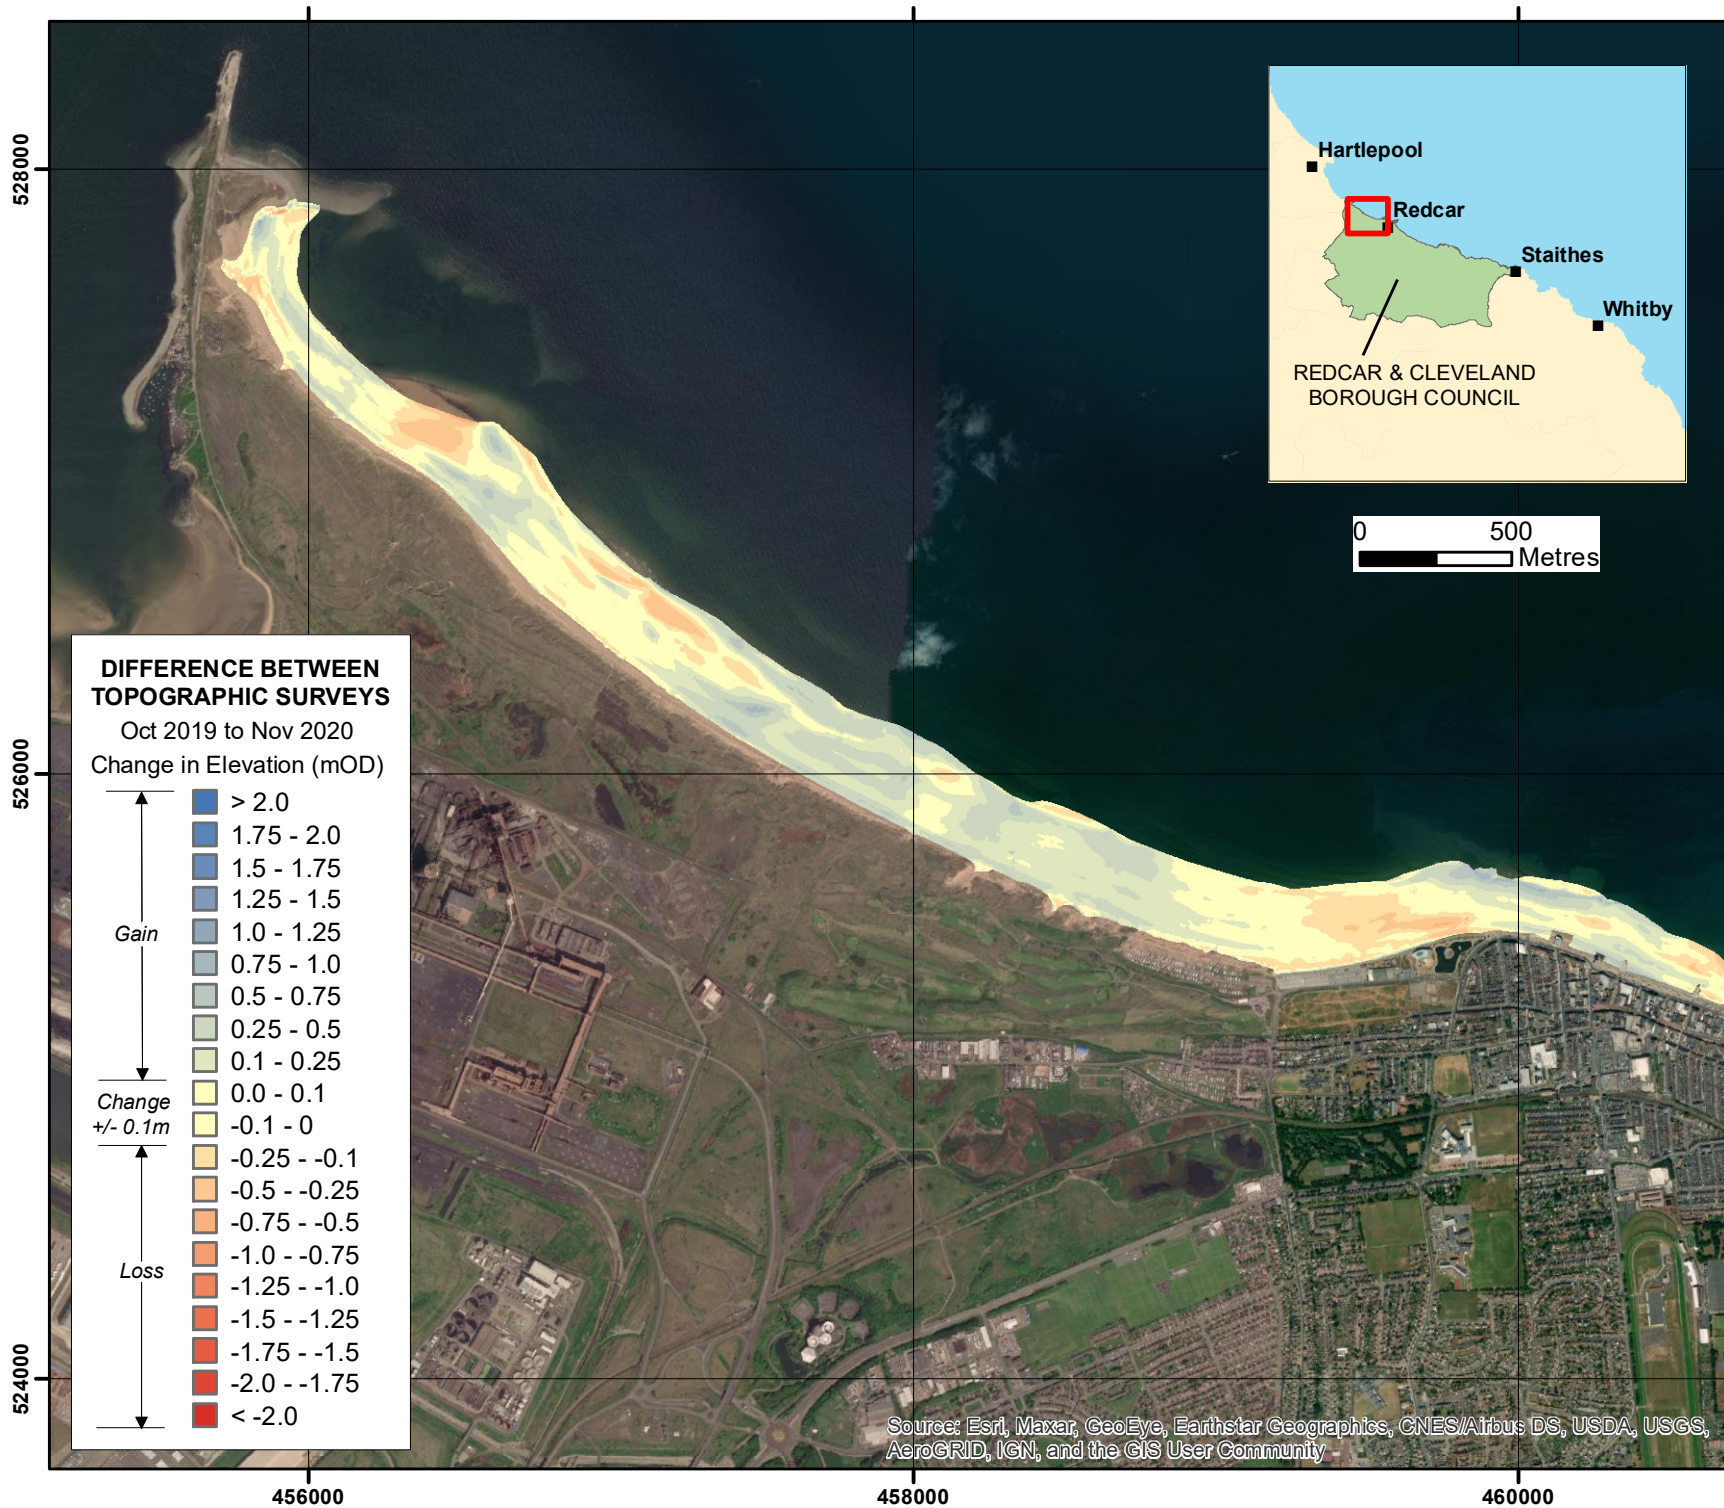 528000
526000
524000
456000
458000
460000
Hartlepool
Redcar
Staithes
Whitby
REDCAR & CLEVELAND
BOROUGH COUNCIL
0 500
Metres
DIFFERENCE BETWEEN
TOPOGRAPHIC SURVEYS
Oct 2019 to Nov 2020
Change in Elevation (mOD)
> 2.0
1.75 - 2.0
1.5 - 1.75
1.25 - 1.5
Gain
1.0 - 1.25
0.75 - 1.0
0.5 - 0.75
0.25 - 0.5
0.1 - 0.25
Change
+/- 0.1m
0.0 - 0.1
-0.1 - 0
-0.25 - -0.1
-0.5 - -0.25
-0.75 - -0.5
-1.0 - -0.75
Loss
-1.25 - -1.0
-1.5 - -1.25
-1.75 - -1.5
-2.0 - -1.75
< -2.0
Source: Esri, Maxar, GeoEye, Earthstar Geographics, CNES/Airbus DS, USDA, USGS,
AeroGRID, IGN, and the GIS User Community